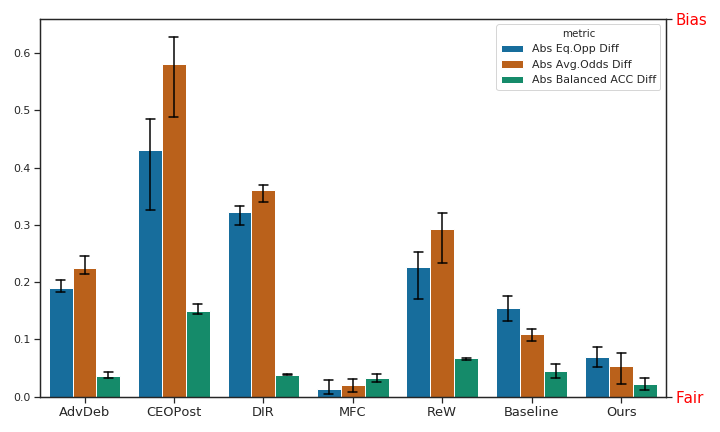 Bias
metric
Abs Eq.Opp Diff
Abs Avg.Odds Diff
Abs Balanced ACC Diff
0.6
0.5
0.4
0.3
0.2
0.1
0.0
Fair
AdvDeb CEOPost DIR MFC ReW Baseline Ours